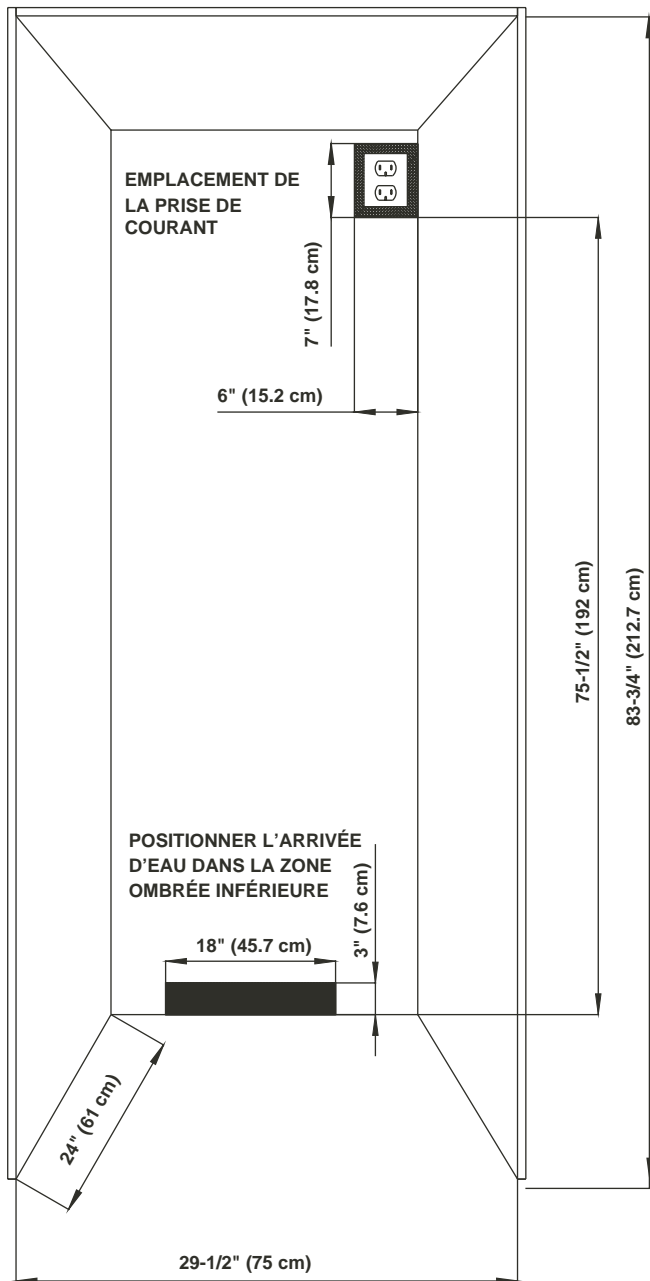 EMPLACEMENT DE
LA PRISE DE
COURANT
7" (17.8 cm)
6" (15.2 cm)
75-1/2" (192 cm)
83-3/4" (212.7 cm)
POSITIONNER L’ARRIVÉE
D’EAU DANS LA ZONE
OMBRÉE INFÉRIEURE
3" (7.6 cm)
18" (45.7 cm)
24" (61 cm)
29-1/2" (75 cm)